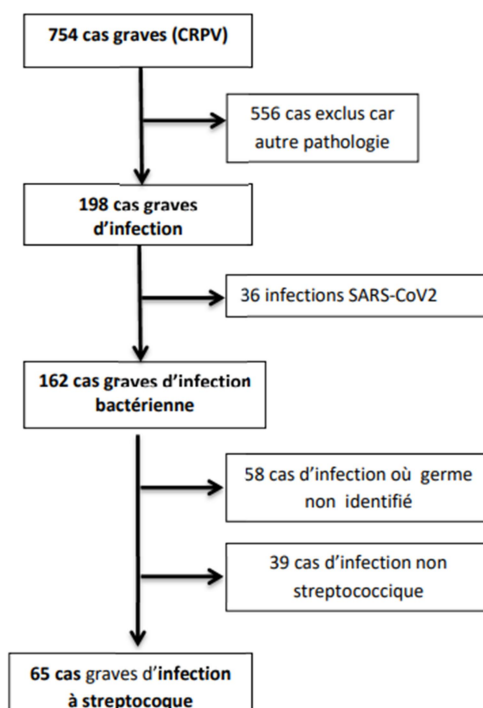 754 cas graves (CRPV)
556 cas exclus car
autre pathologie
198 cas graves
d’infection
36 infections SARS-CoV2
162 cas graves d’infection
bactérienne
58 cas d’infection où germe
non identifié
39 cas d’infection non
streptococcique
65 cas graves d’infection
à streptocoque